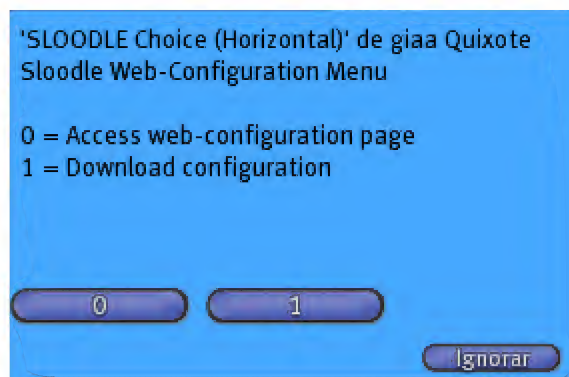 'SLOODLE Choice (Horizontal)' de giaa Quixote
Sloodle Web-Configuration Menu
0 = Access web-configuration page
1 = Download configuration
0 1
Ignorar